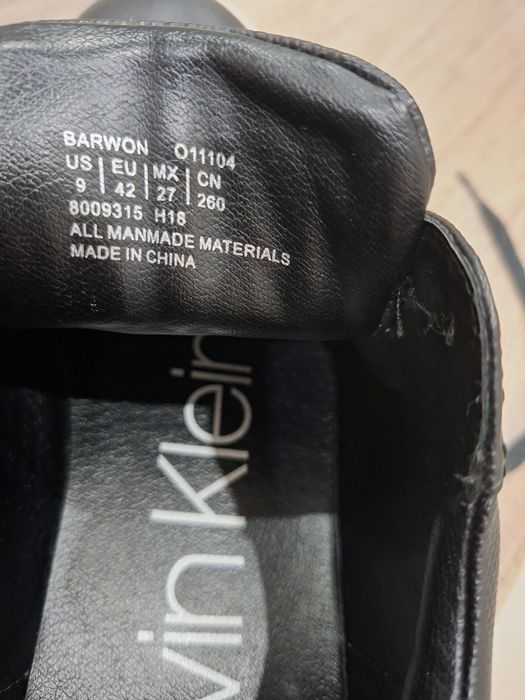 BARWON O11104
US EU MX CN
9 42 27 260
8009315 H18
ALL MANMADE MATERIALS
MADE IN CHINA
vin Klein